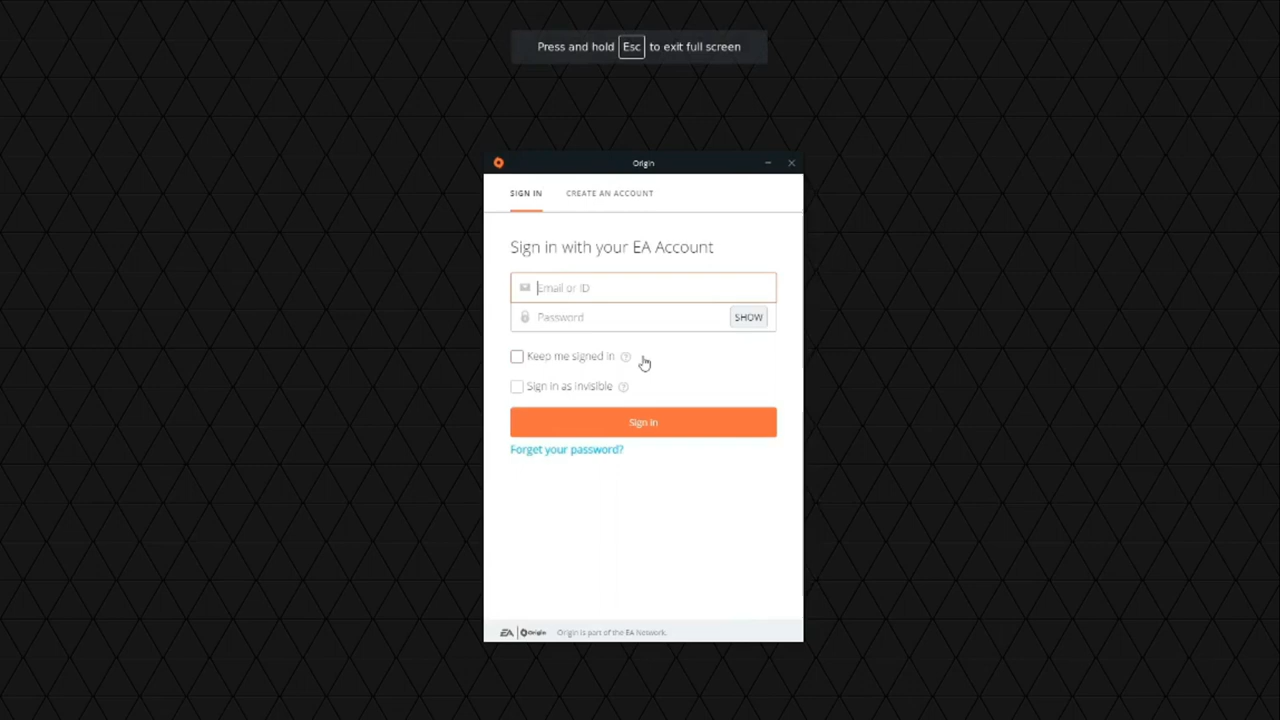 Press and hold Esc to exit full screen
Origin
SIGN IN CREATE AN ACCOUNT
Sign in with your EA Account
Email or ID
Password SHOW
Keep me signed in ?
Sign in as invisible ?
Sign in
Forget your password?
EA Origin Origin is part of the EA Network.